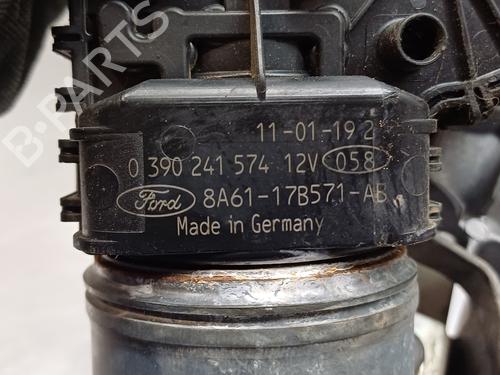 B-PARTS
11-01-19 2
0 390 241 574 12V 058
Ford 8A61-17B571-AB
Made in Germany